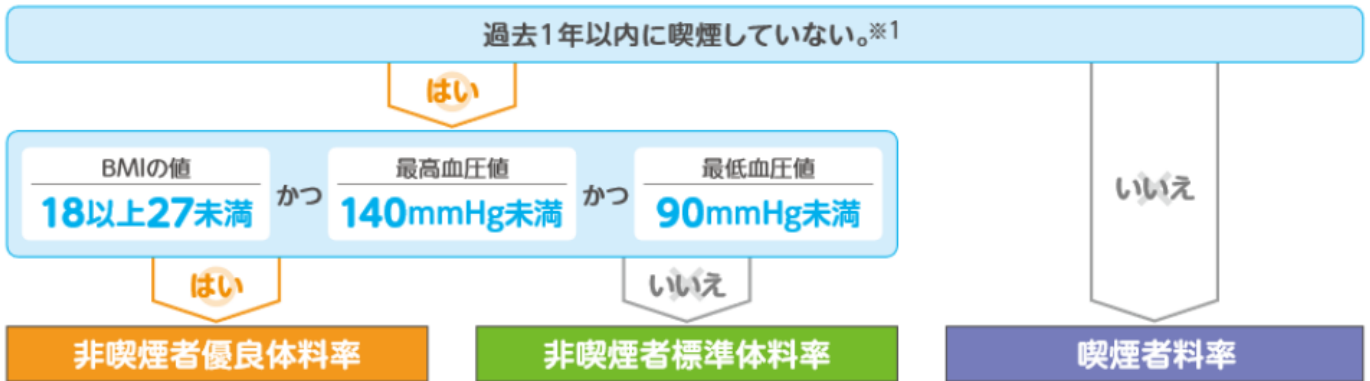 過去1年以内に喫煙していない。※1
はい
いいえ
BMIの値
18以上27未満
かつ
最高血圧値
140mmHg未満
かつ
最低血圧値
90mmHg未満
はい
いいえ
非喫煙者優良体料率
非喫煙者標準体料率
喫煙者料率